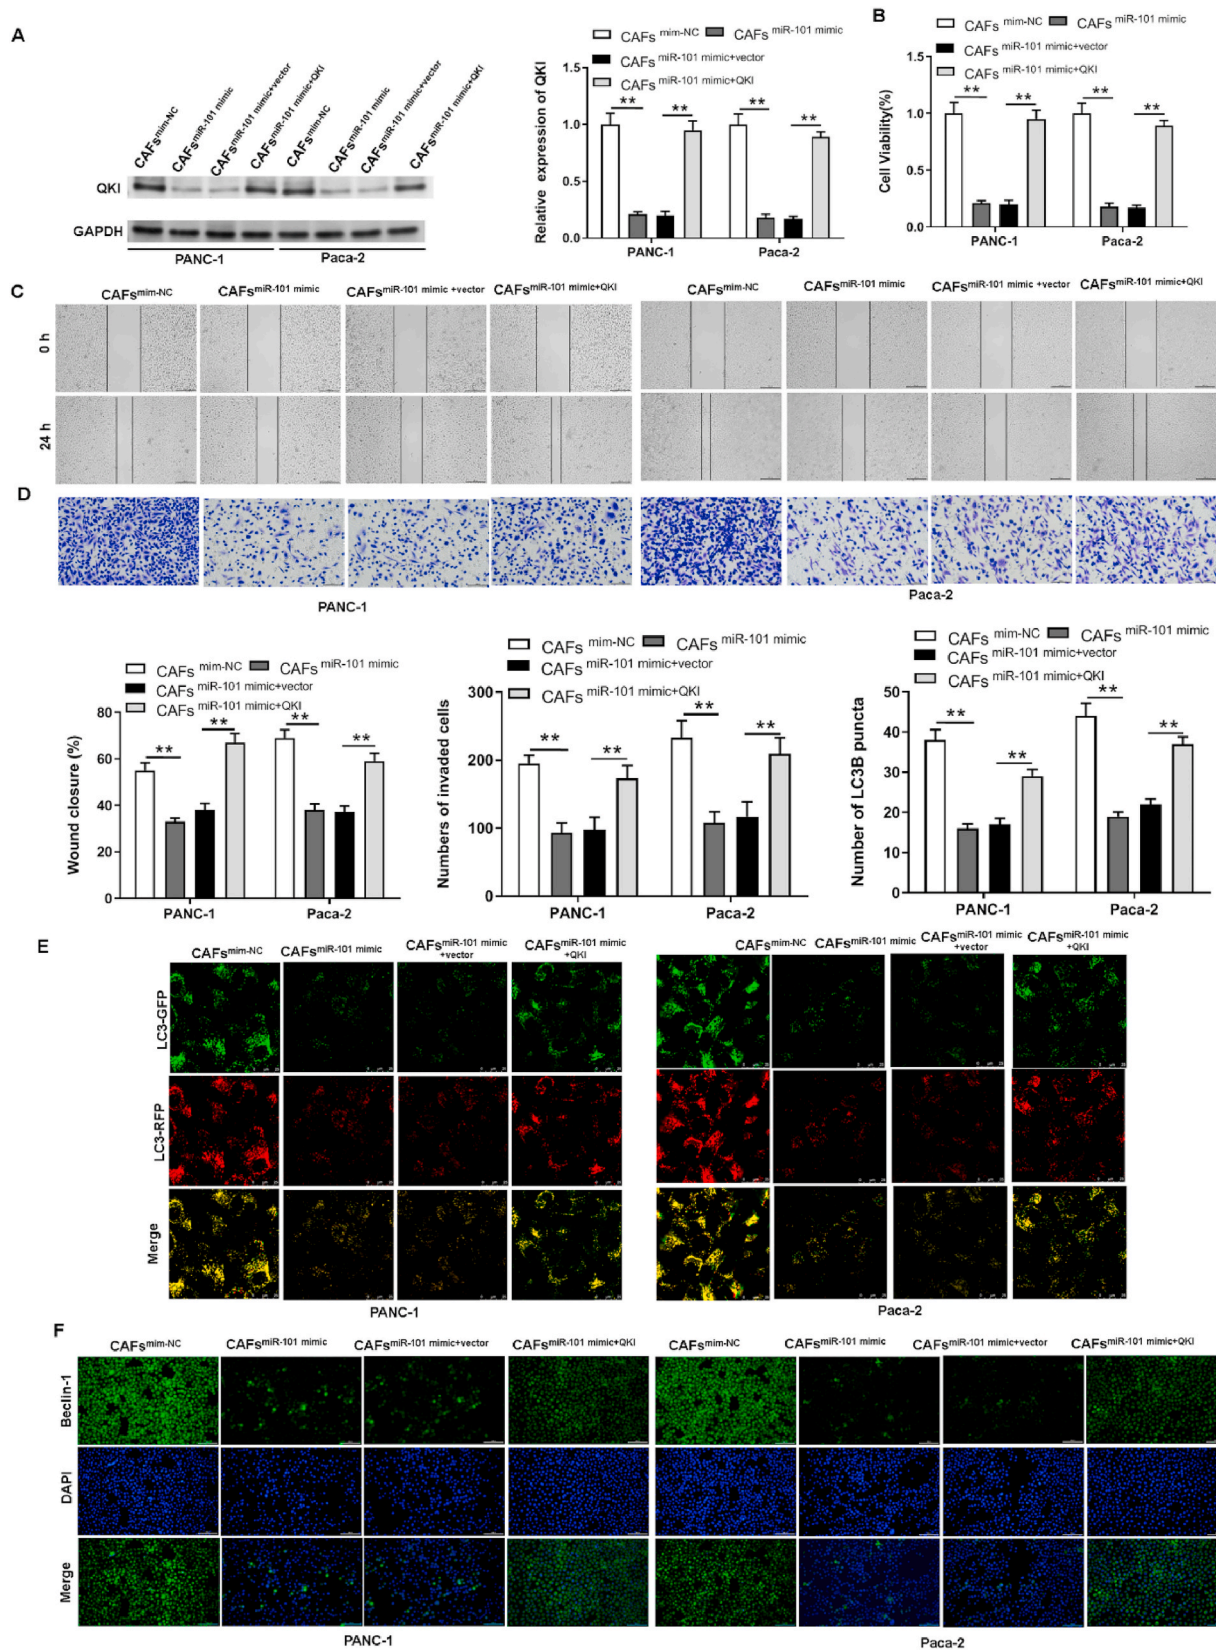 A
CAFs mim-NC
CAFs miR-101 mimic
CAFs miR-101 mimic+vector
CAFs miR-101 mimic+QKI
CAFs mim-NC
CAFs miR-101 mimic
CAFs miR-101 mimic+vector
CAFs miR-101 mimic+QKI
QKI
GAPDH
PANC-1 Paca-2
CAFs mim-NC CAFs miR-101 mimic
CAFs miR-101 mimic+vector
CAFs miR-101 mimic+QKI
Relative expression of QKI
1.5
1.0
0.5
0.0
** ** ** **
PANC-1 Paca-2
B
CAFs mim-NC CAFs miR-101 mimic
CAFs miR-101 mimic+vector
CAFs miR-101 mimic+QKI
Cell Viability(%)
1.5
1.0
0.5
0.0
** ** ** **
PANC-1 Paca-2
C
CAFs mim-NC CAFs miR-101 mimic CAFs miR-101 mimic +vector CAFs miR-101 mimic+QKI CAFs mim-NC CAFs miR-101 mimic CAFs miR-101 mimic +vector CAFs miR-101 mimic+QKI
0 h
24 h
D
PANC-1 Paca-2
CAFs mim-NC CAFs miR-101 mimic
CAFs miR-101 mimic+vector
CAFs miR-101 mimic+QKI
Wound closure (%)
80
60
40
20
0
** ** ** **
PANC-1 Paca-2
CAFs mim-NC CAFs miR-101 mimic
CAFs miR-101 mimic+vector
CAFs miR-101 mimic+QKI
Numbers of invaded cells
300
200
100
0
** ** ** **
PANC-1 Paca-2
CAFs mim-NC CAFs miR-101 mimic
CAFs miR-101 mimic+vector
CAFs miR-101 mimic+QKI
Number of LC3B puncta
50
40
30
20
10
0
** ** ** **
PANC-1 Paca-2
E
CAFs mim-NC CAFs miR-101 mimic CAFs miR-101 mimic +vector CAFs miR-101 mimic +QKI CAFs mim-NC CAFs miR-101 mimic CAFs miR-101 mimic +vector CAFs miR-101 mimic +QKI
LC3-GFP
LC3-RFP
Merge
PANC-1 Paca-2
F
CAFs mim-NC CAFs miR-101 mimic CAFs miR-101 mimic+vector CAFs miR-101 mimic+QKI CAFs mim-NC CAFs miR-101 mimic CAFs miR-101 mimic+vector CAFs miR-101 mimic+QKI
Beclin-1
DAPI
Merge
PANC-1 Paca-2